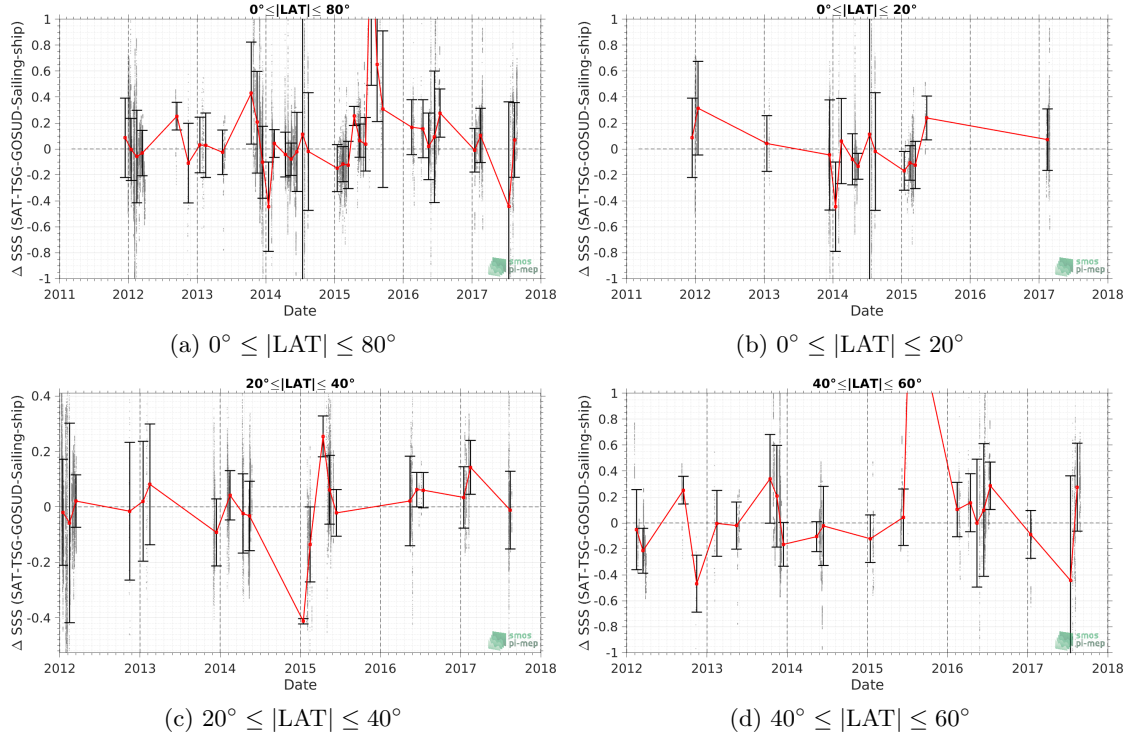 0°≤|LAT|≤ 80°
Δ SSS (SAT-TSG-GOSUD-Sailing-ship)
1
0.8
0.6
0.4
0.2
0
-0.2
-0.4
-0.6
-0.8
-1
2011 2012 2013 2014 2015 2016 2017 2018
Date
smos
pi-mep
(a) 0° ≤ |LAT| ≤ 80°
0°≤|LAT|≤ 20°
Δ SSS (SAT-TSG-GOSUD-Sailing-ship)
1
0.8
0.6
0.4
0.2
0
-0.2
-0.4
-0.6
-0.8
-1
2011 2012 2013 2014 2015 2016 2017 2018
Date
smos
pi-mep
(b) 0° ≤ |LAT| ≤ 20°
20°≤|LAT|≤ 40°
Δ SSS (SAT-TSG-GOSUD-Sailing-ship)
0.4
0.2
0
-0.2
-0.4
2012 2013 2014 2015 2016 2017 2018
Date
smos
pi-mep
(c) 20° ≤ |LAT| ≤ 40°
40°≤|LAT|≤ 60°
Δ SSS (SAT-TSG-GOSUD-Sailing-ship)
1
0.8
0.6
0.4
0.2
0
-0.2
-0.4
-0.6
-0.8
-1
2012 2013 2014 2015 2016 2017 2018
Date
smos
pi-mep
(d) 40° ≤ |LAT| ≤ 60°